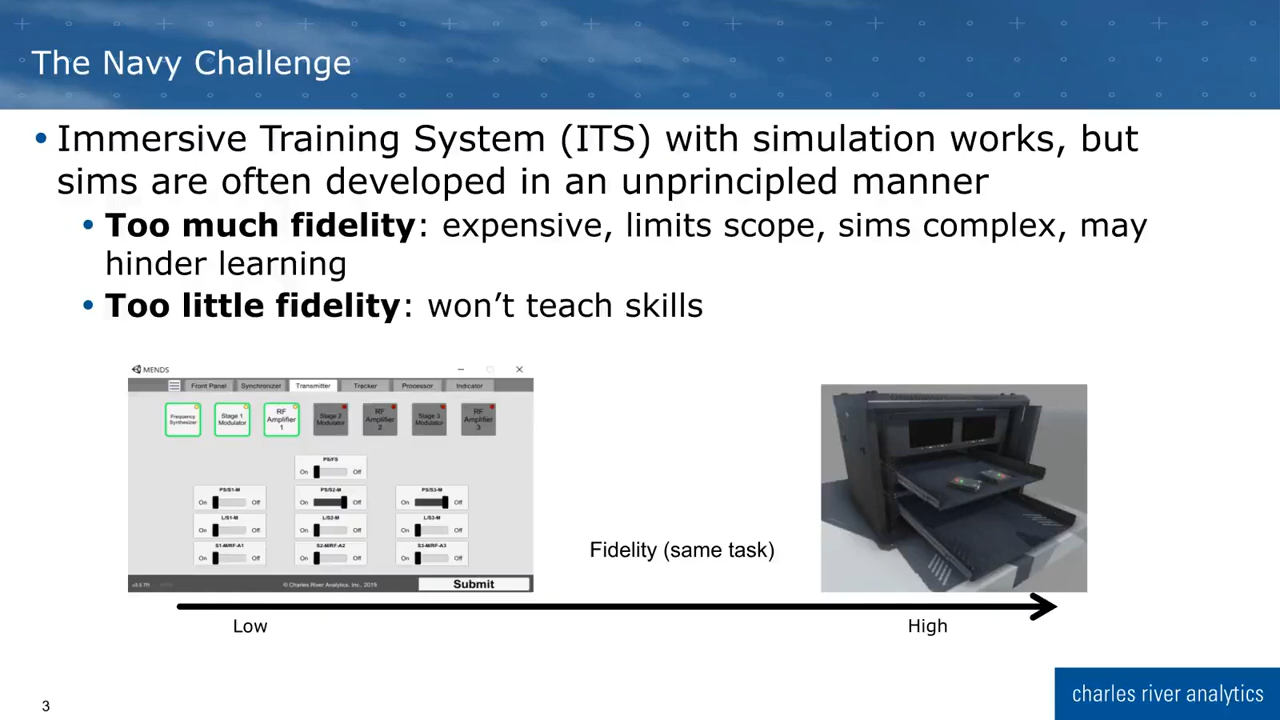 The Navy Challenge
• Immersive Training System (ITS) with simulation works, but
sims are often developed in an unprincipled manner
• Too much fidelity: expensive, limits scope, sims complex, may
hinder learning
• Too little fidelity: won’t teach skills
MENDS
Front Panel Synchronizer Transmitter Tracker Processor Indicator
Frequency Synthesizer
Stage 1 Modulator
RF Amplifier 1
Stage 2 Modulator
RF Amplifier 2
Stage 3 Modulator
RF Amplifier 3
PS/FS
On Off
PS/S1-M PS/S2-M PS/S3-M
On Off On Off On Off
L/S1-M L/S2-M L/S3-M
On Off On Off On Off
S1-M/RF-A1 S2-M/RF-A2 S3-M/RF-A3
On Off On Off On Off
© Charles River Analytics, Inc., 2019
Submit
Fidelity (same task)
Low
High
3
charles river analytics